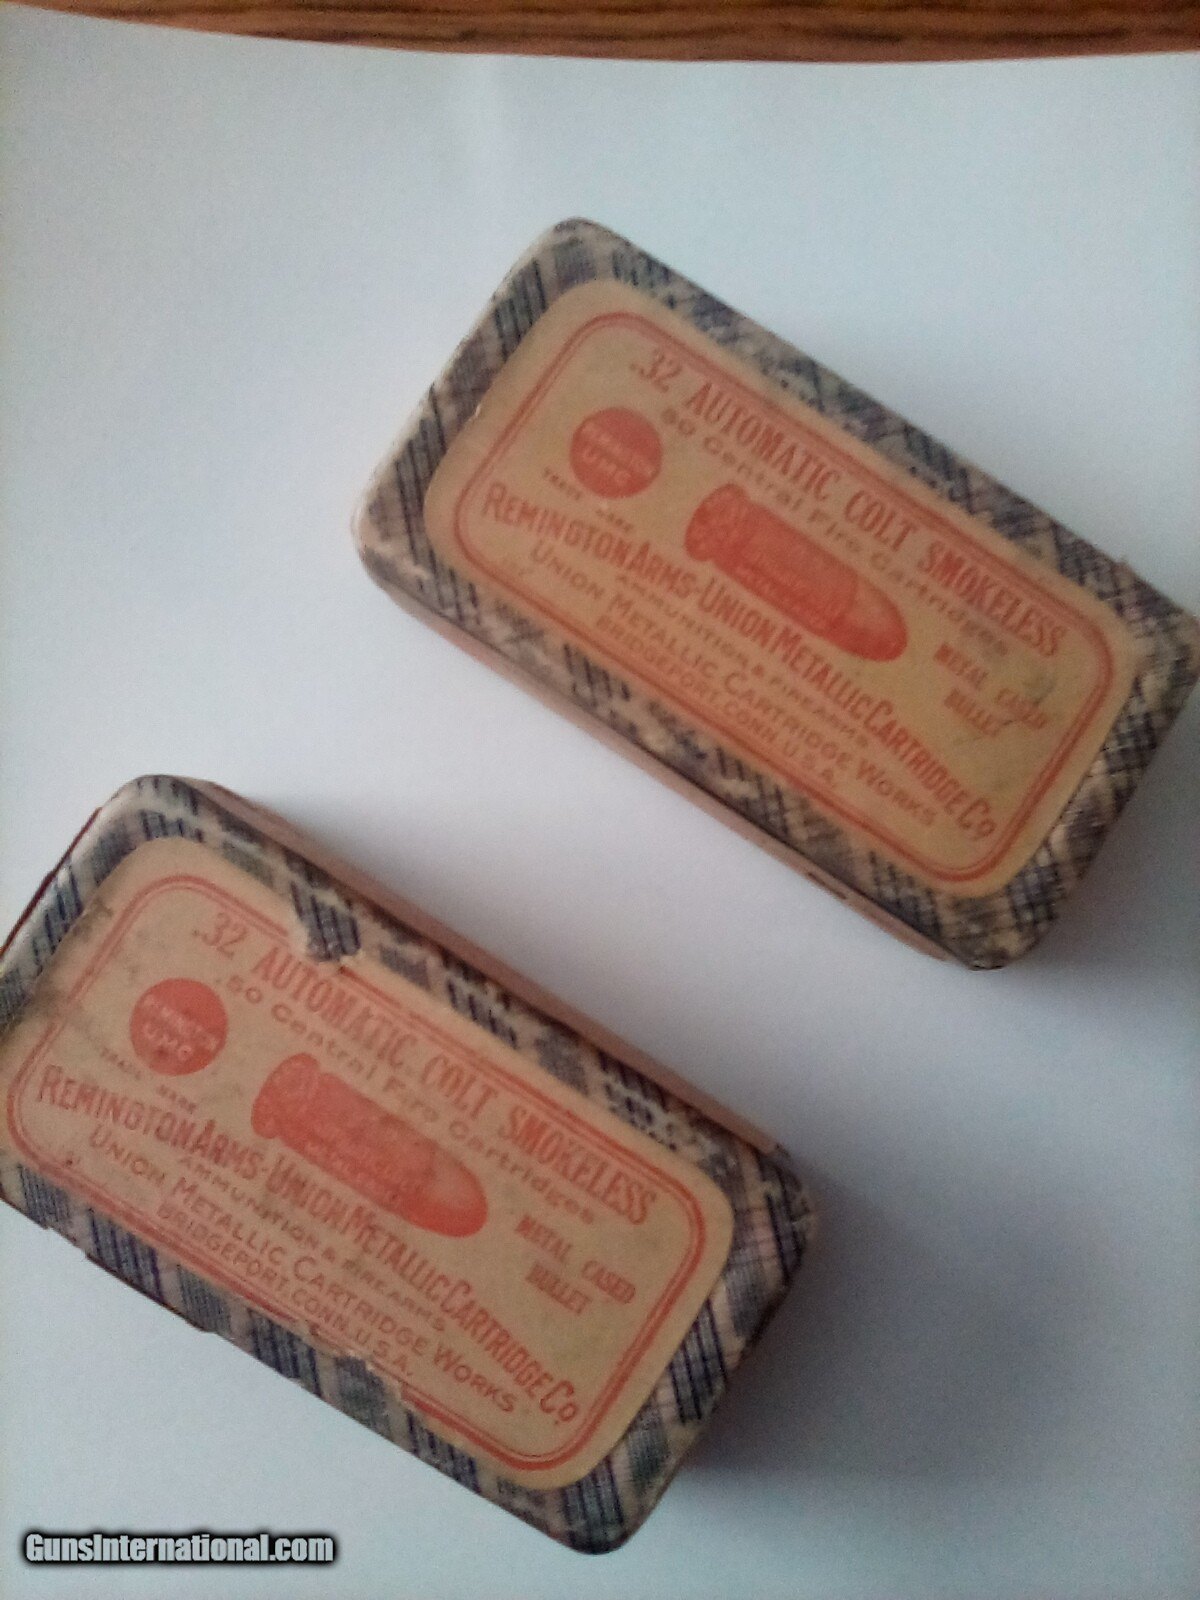 .32 AUTOMATIC COLT SMOKELESS
50 Central Fire Cartridges
REMINGTON
UMC
TRADE MARK
METAL CASED
BULLET
REMINGTON ARMS-UNION METALLIC CARTRIDGE CO
AMMUNITION & FIREARMS
UNION METALLIC CARTRIDGE WORKS
BRIDGEPORT, CONN. U.S.A.
.32 AUTOMATIC COLT SMOKELESS
50 Central Fire Cartridges
REMINGTON
UMC
TRADE MARK
METAL CASED
BULLET
REMINGTON ARMS-UNION METALLIC CARTRIDGE CO
AMMUNITION & FIREARMS
UNION METALLIC CARTRIDGE WORKS
BRIDGEPORT, CONN. U.S.A.
GunsInternational.com